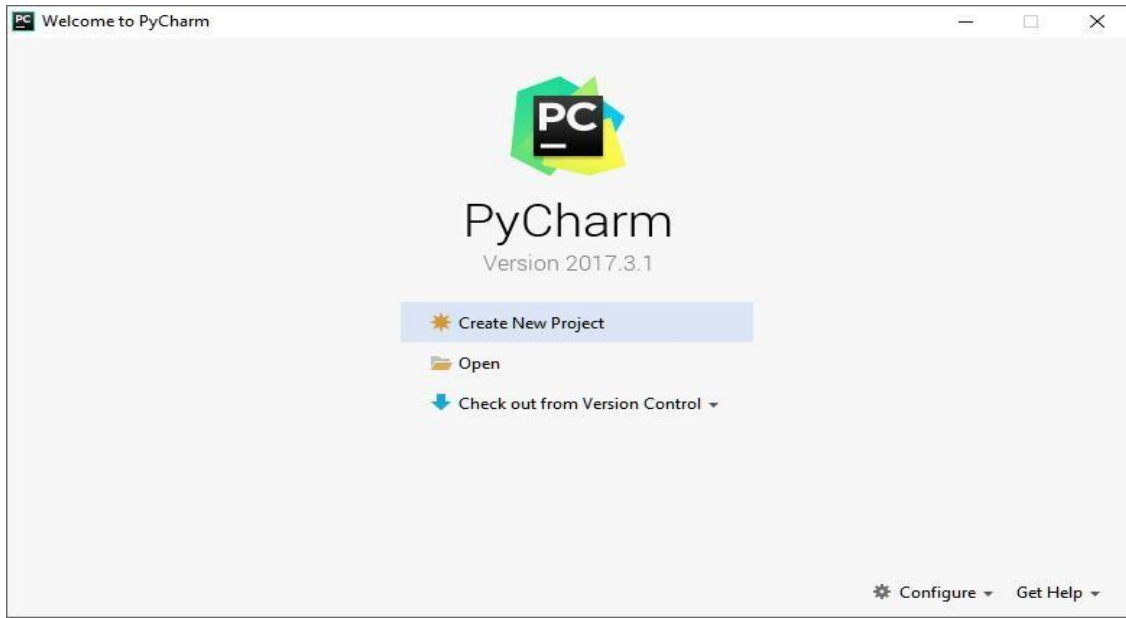 PC Welcome to PyCharm
PC
PyCharm
Version 2017.3.1
Create New Project
Open
Check out from Version Control
Configure Get Help